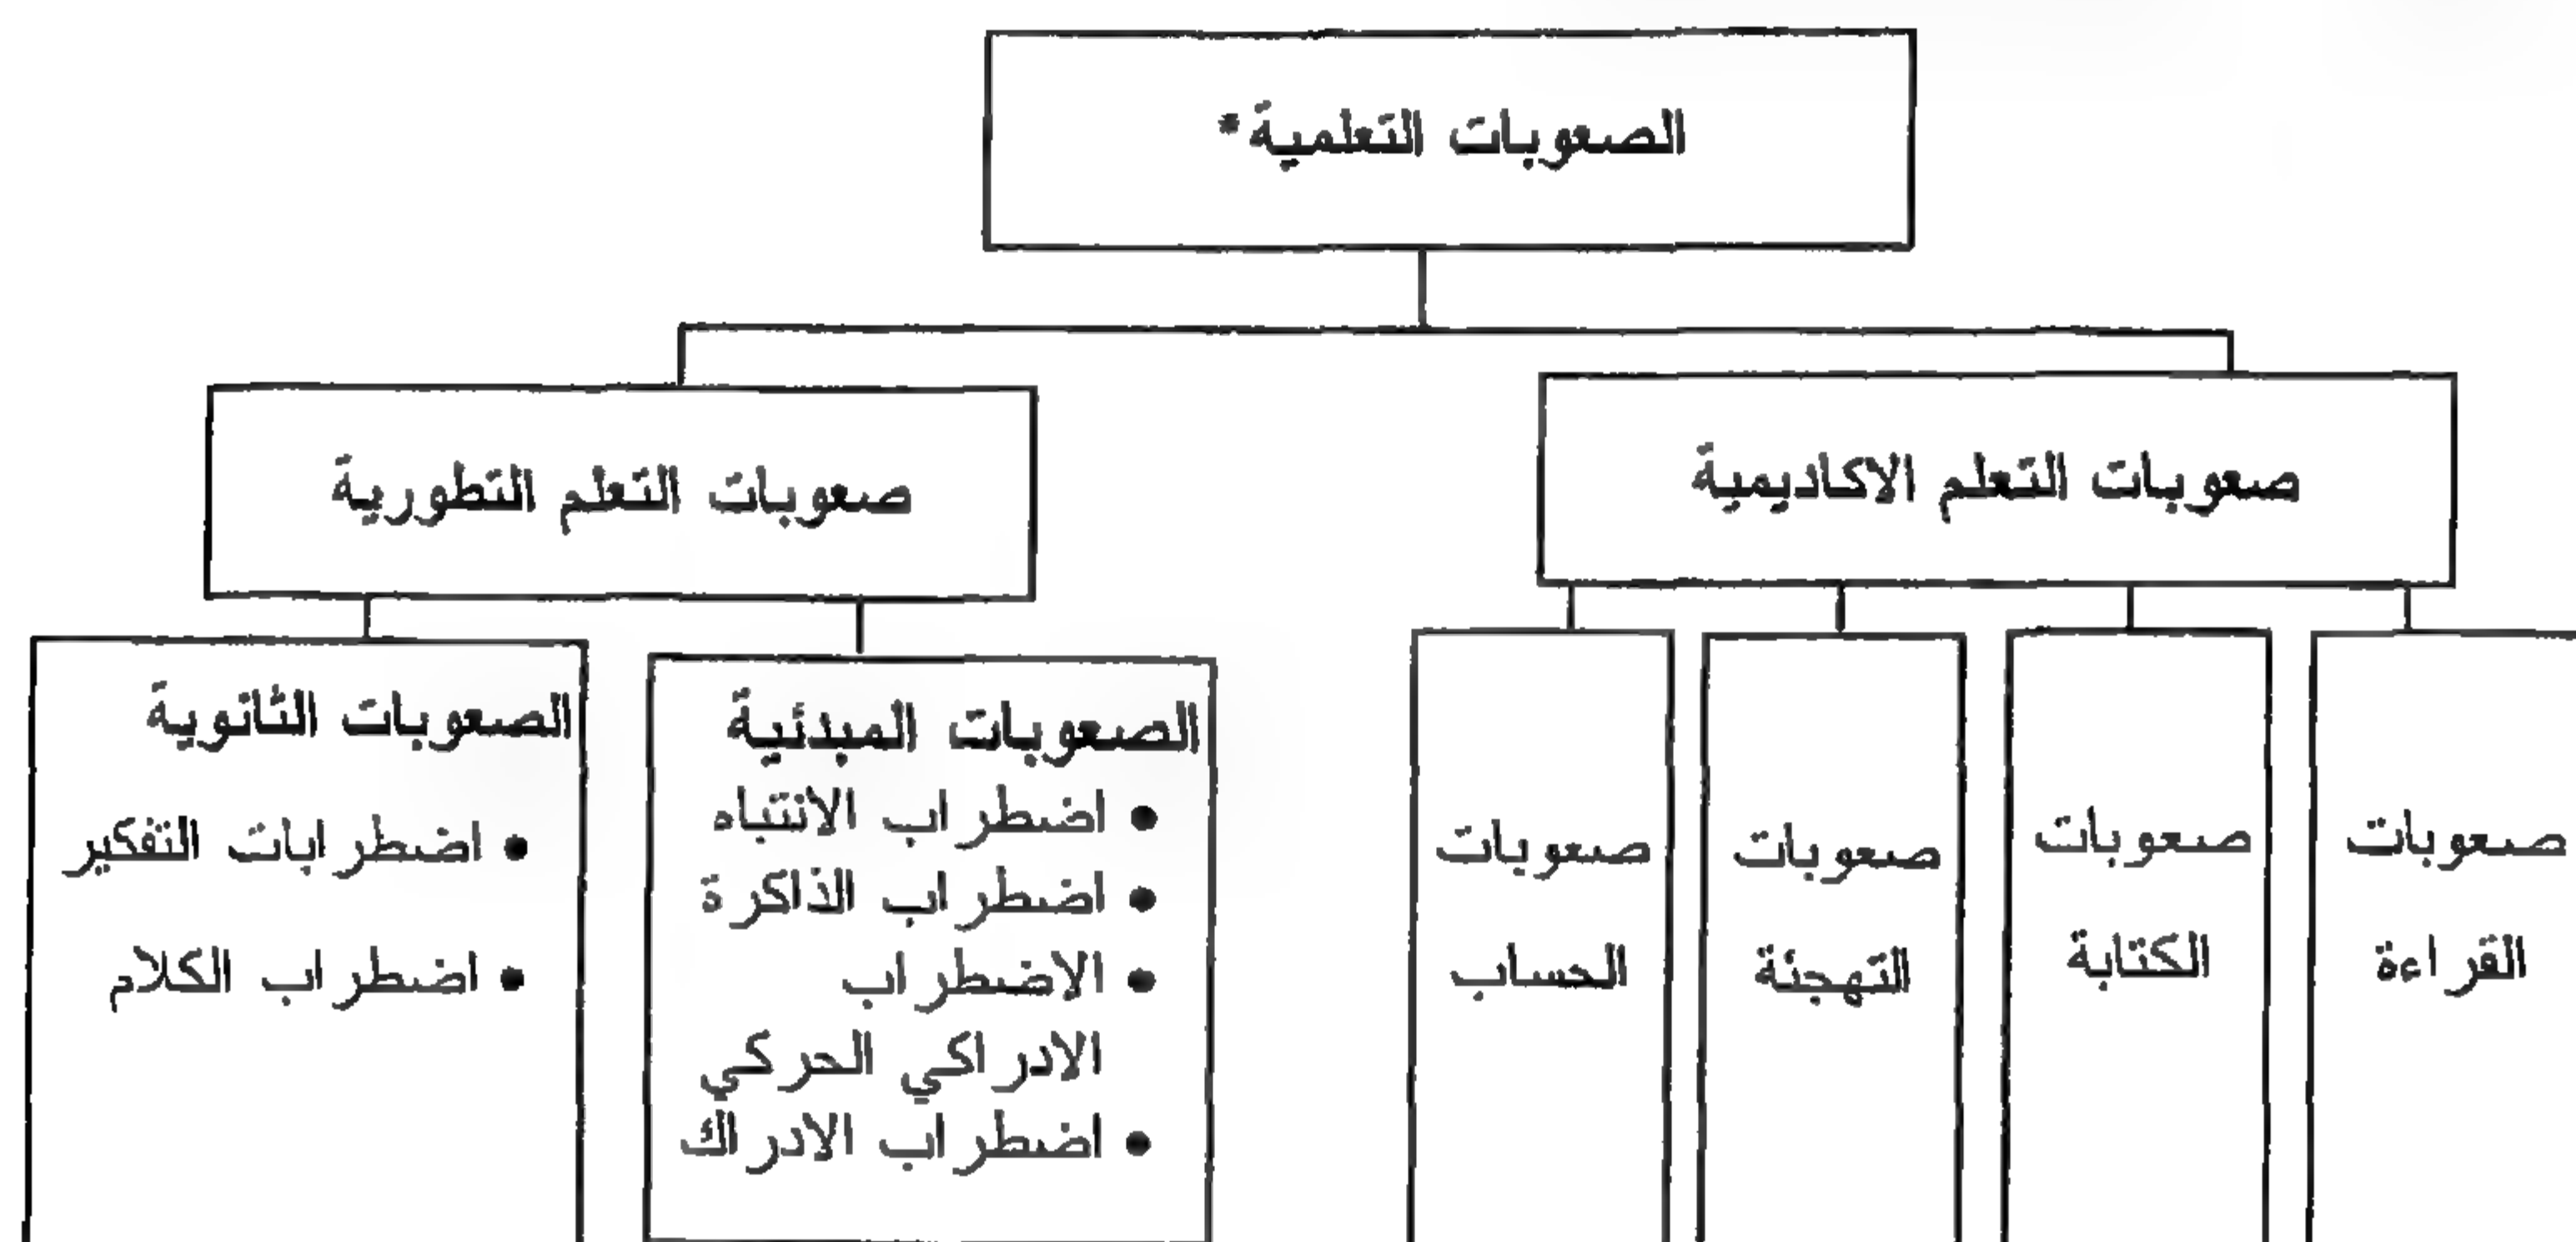 الصعوبات التعلمية*
صعوبات التعلم الاكاديمية
صعوبات التعلم التطورية
صعوبات
القراءة
صعوبات
الكتابة
صعوبات
التهجئة
صعوبات
الحساب
الصعوبات المبدئية
• اضطراب الانتباه
• اضطراب الذاكرة
• الاضطراب
الادراكي الحركي
• اضطراب الادراك
الصعوبات الثانوية
• اضطرابات التفكير
• اضطراب الكلام